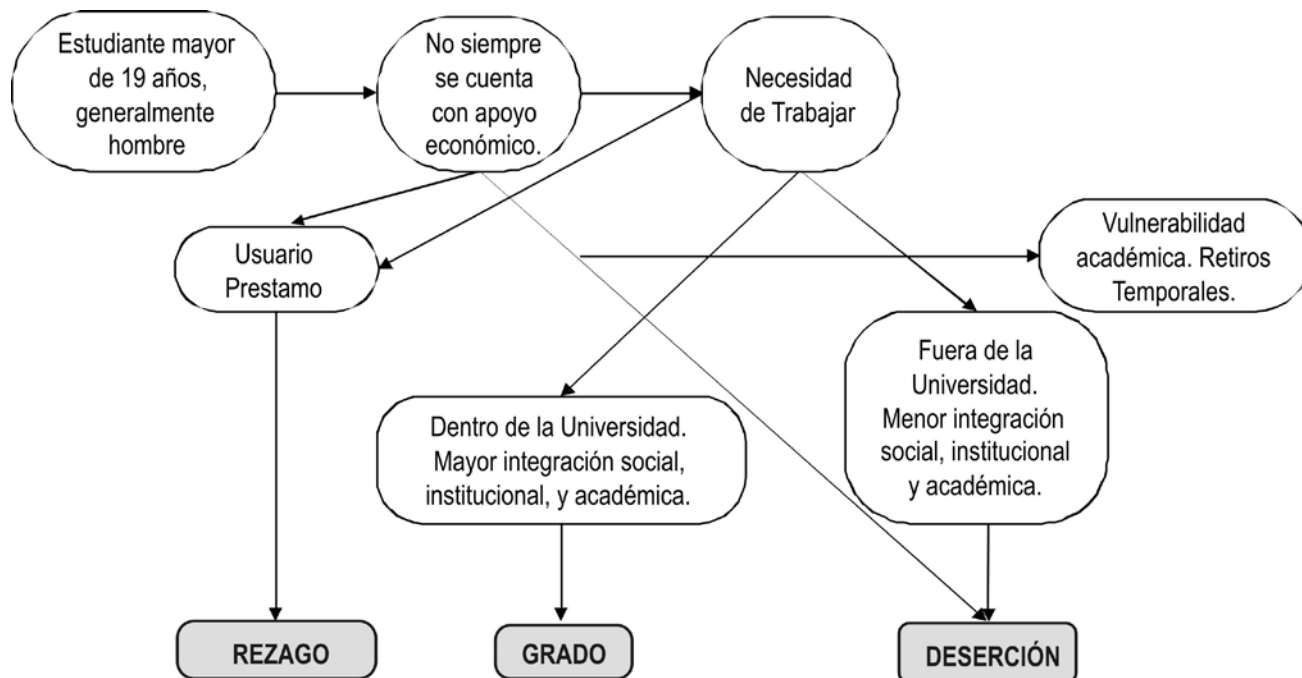 Estudiante mayor
de 19 años,
generalmente
hombre
No siempre
se cuenta
con apoyo
económico.
Necesidad
de Trabajar
Usuario
Prestamo
Vulnerabilidad
académica. Retiros
Temporales.
Dentro de la Universidad.
Mayor integración social,
institucional, y académica.
Fuera de la
Universidad.
Menor integración
social, institucional
y académica.
REZAGO
GRADO
DESERCIÓN